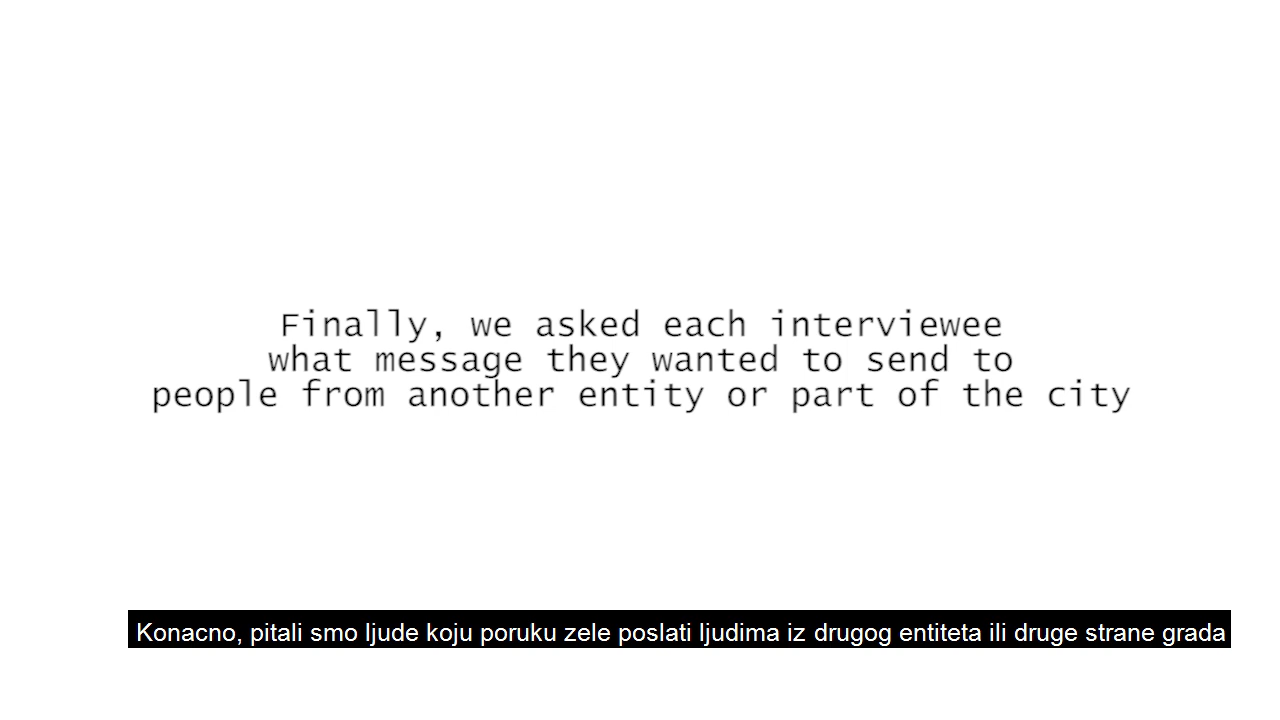 Finally, we asked each interviewee
what message they wanted to send to
people from another entity or part of the city
Konacno, pitali smo ljude koju poruku zele poslati ljudima iz drugog entiteta ili druge strane grada